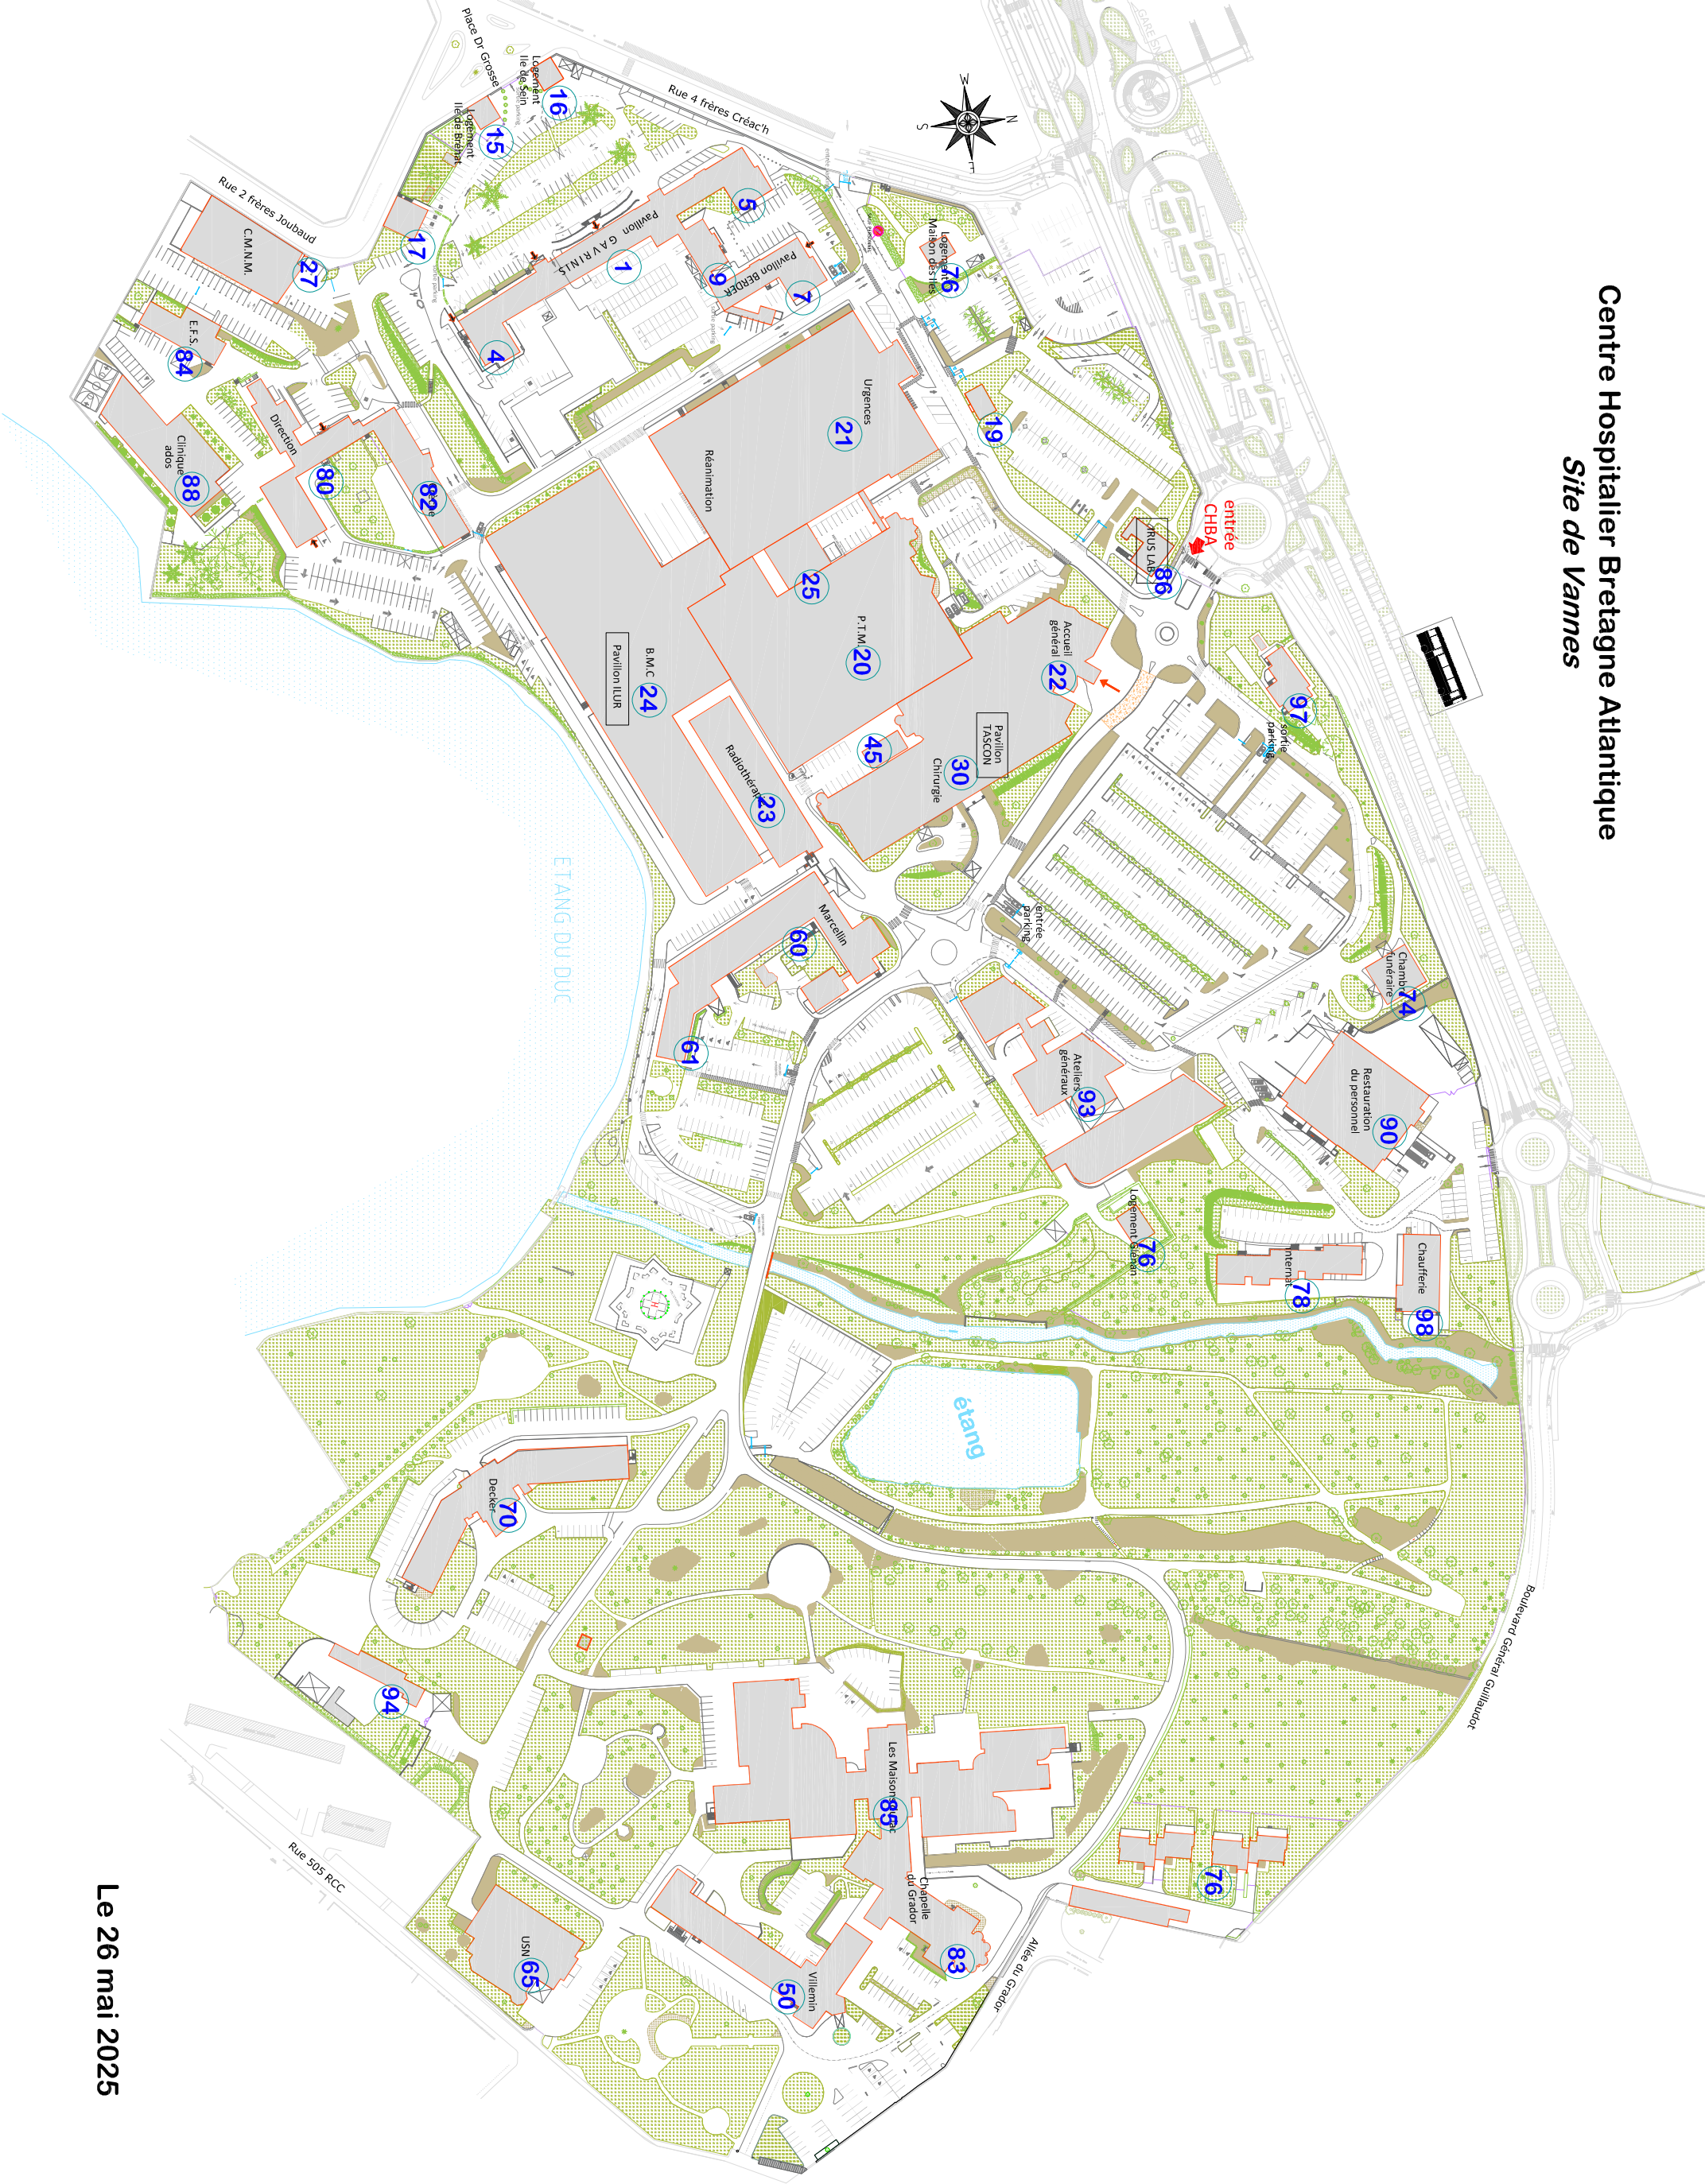 Centre Hospitalier Bretagne Atlantique
Site de Vannes
Place Dr Grosse
Rue 4 frères Créac'h
Rue 2 frères Joubaud
Logement
Ile de Sein
16
Logement
Ile de Bréhat
15
17
C.M.N.M.
27
E.F.S.
84
Clinique
ados
88
Direction
80
82
Pavillon GAVRINIS
1
4
5
9
Pavillon BERDER
7
Logement
Maison des Iles
76
N
S
W
19
Urgences
21
Réanimation
25
P.T.M.
20
entrée
CHBA
86
Accueil
général
22
Pavillon
TASCON
30
Chirurgie
45
B.M.C
24
Pavillon ILUR
Radiothérapie
23
97
sortie
parking
entrée
parking
Marcellin
60
61
ETANG DU DUC
Chambre
funéraire
74
Ateliers
généraux
93
Restauration
du personnel
90
Logement Glénan
76
Internat
78
Chaufferie
98
H
étang
Decker
70
94
Les Maisons du Lac
85
Chapelle
du Grador
83
76
Villemin
50
USN
65
Boulevard Général Guillaudot
Boulevard Général Guillaudot
Allée du Grador
Rue 505 RCC
Le 26 mai 2025